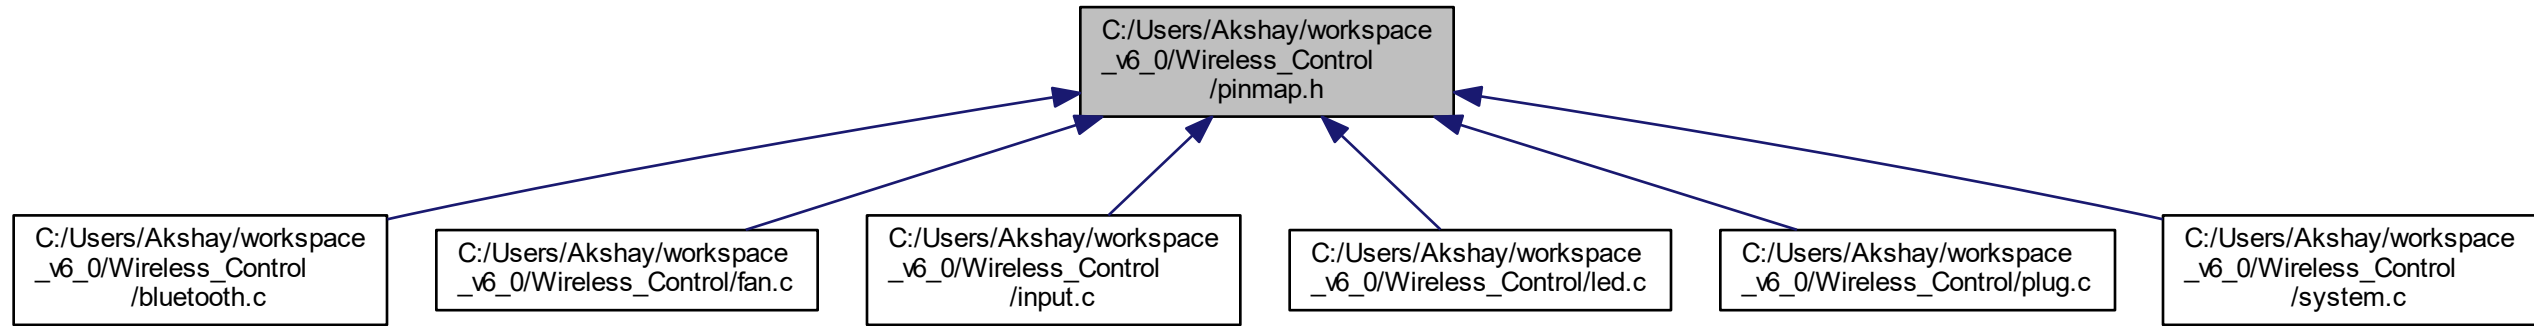 C:/Users/Akshay/workspace
_v6_0/Wireless_Control
/pinmap.h
C:/Users/Akshay/workspace
_v6_0/Wireless_Control
/bluetooth.c
C:/Users/Akshay/workspace
_v6_0/Wireless_Control/fan.c
C:/Users/Akshay/workspace
_v6_0/Wireless_Control
/input.c
C:/Users/Akshay/workspace
_v6_0/Wireless_Control/led.c
C:/Users/Akshay/workspace
_v6_0/Wireless_Control/plug.c
C:/Users/Akshay/workspace
_v6_0/Wireless_Control
/system.c